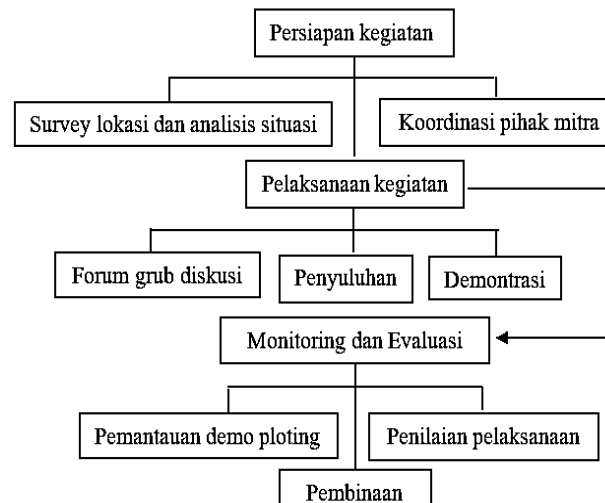 Persiapan kegiatan
Survey lokasi dan analisis situasi
Koordinasi pihak mitra
Pelaksanaan kegiatan
Forum grub diskusi
Penyuluhan
Demontrasi
Monitoring dan Evaluasi
Pemantauan demo ploting
Penilaian pelaksanaan
Pembinaan